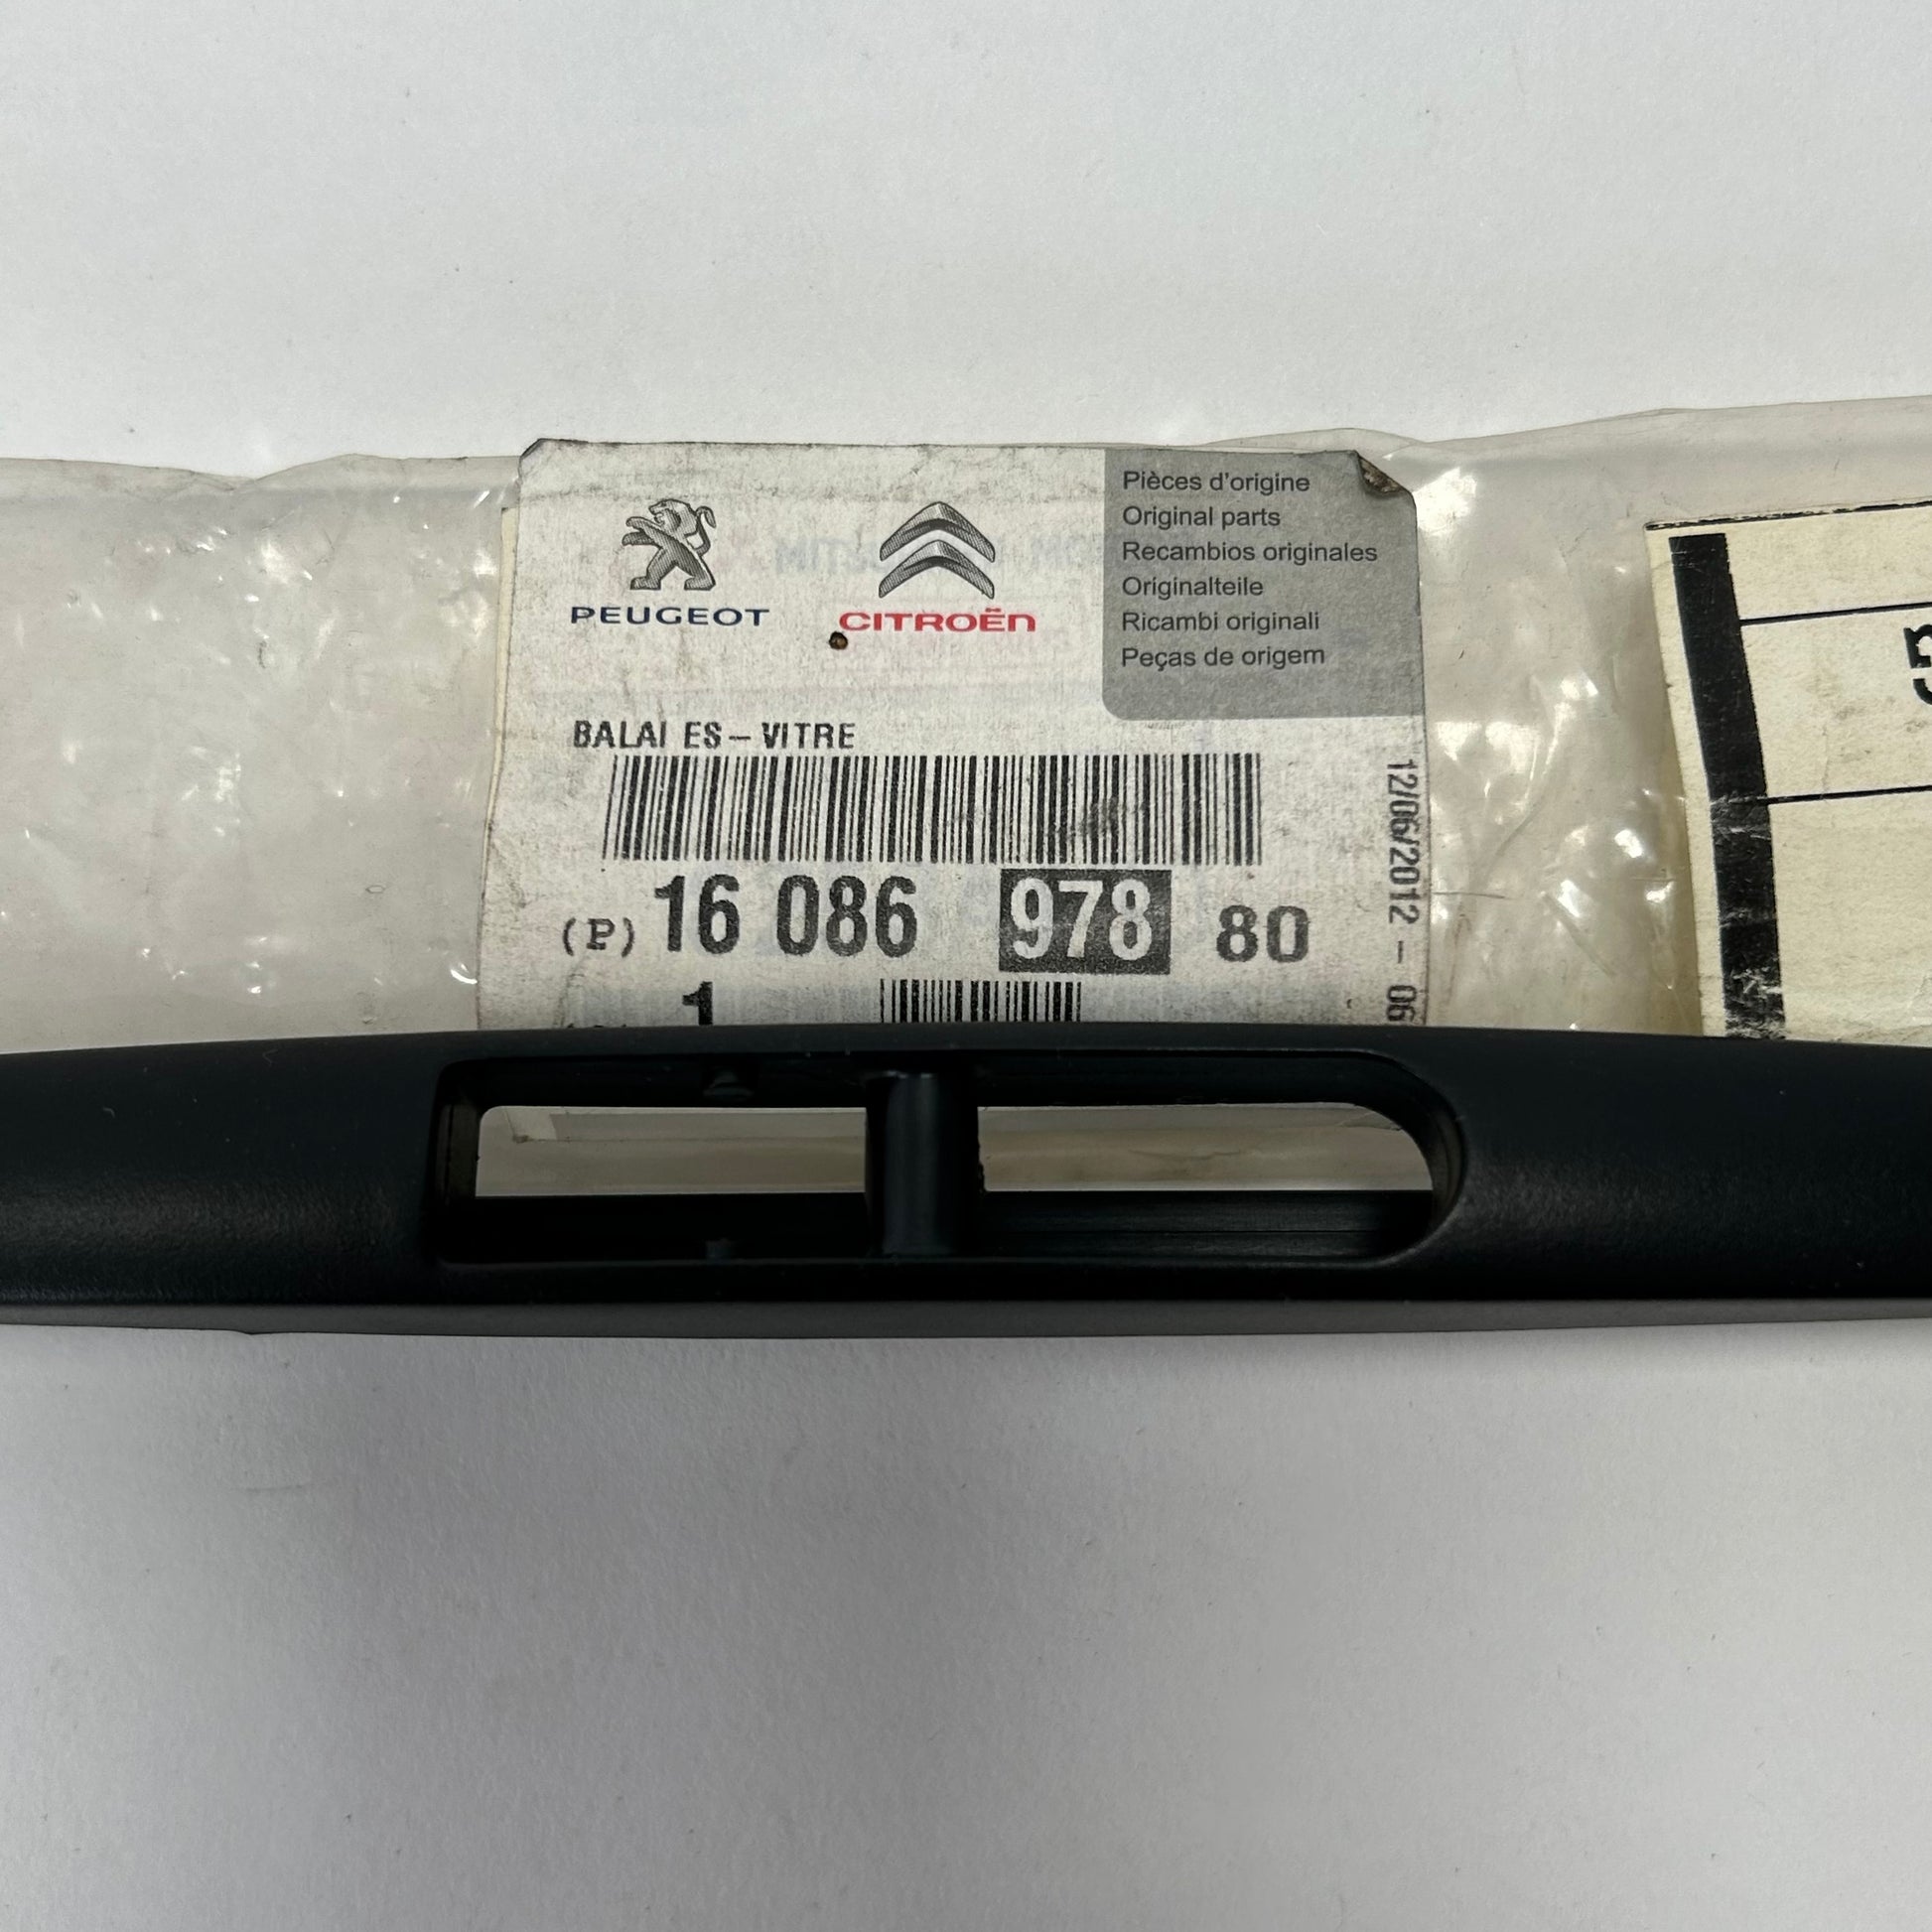 PEUGEOT
CITROËN
Pièces d'origine
Original parts
Recambios originales
Originalteile
Ricambi originali
Peças de origem
BALAI ES-VITRE
(P) 16 086 978 80
1
12/06/2012 - 06